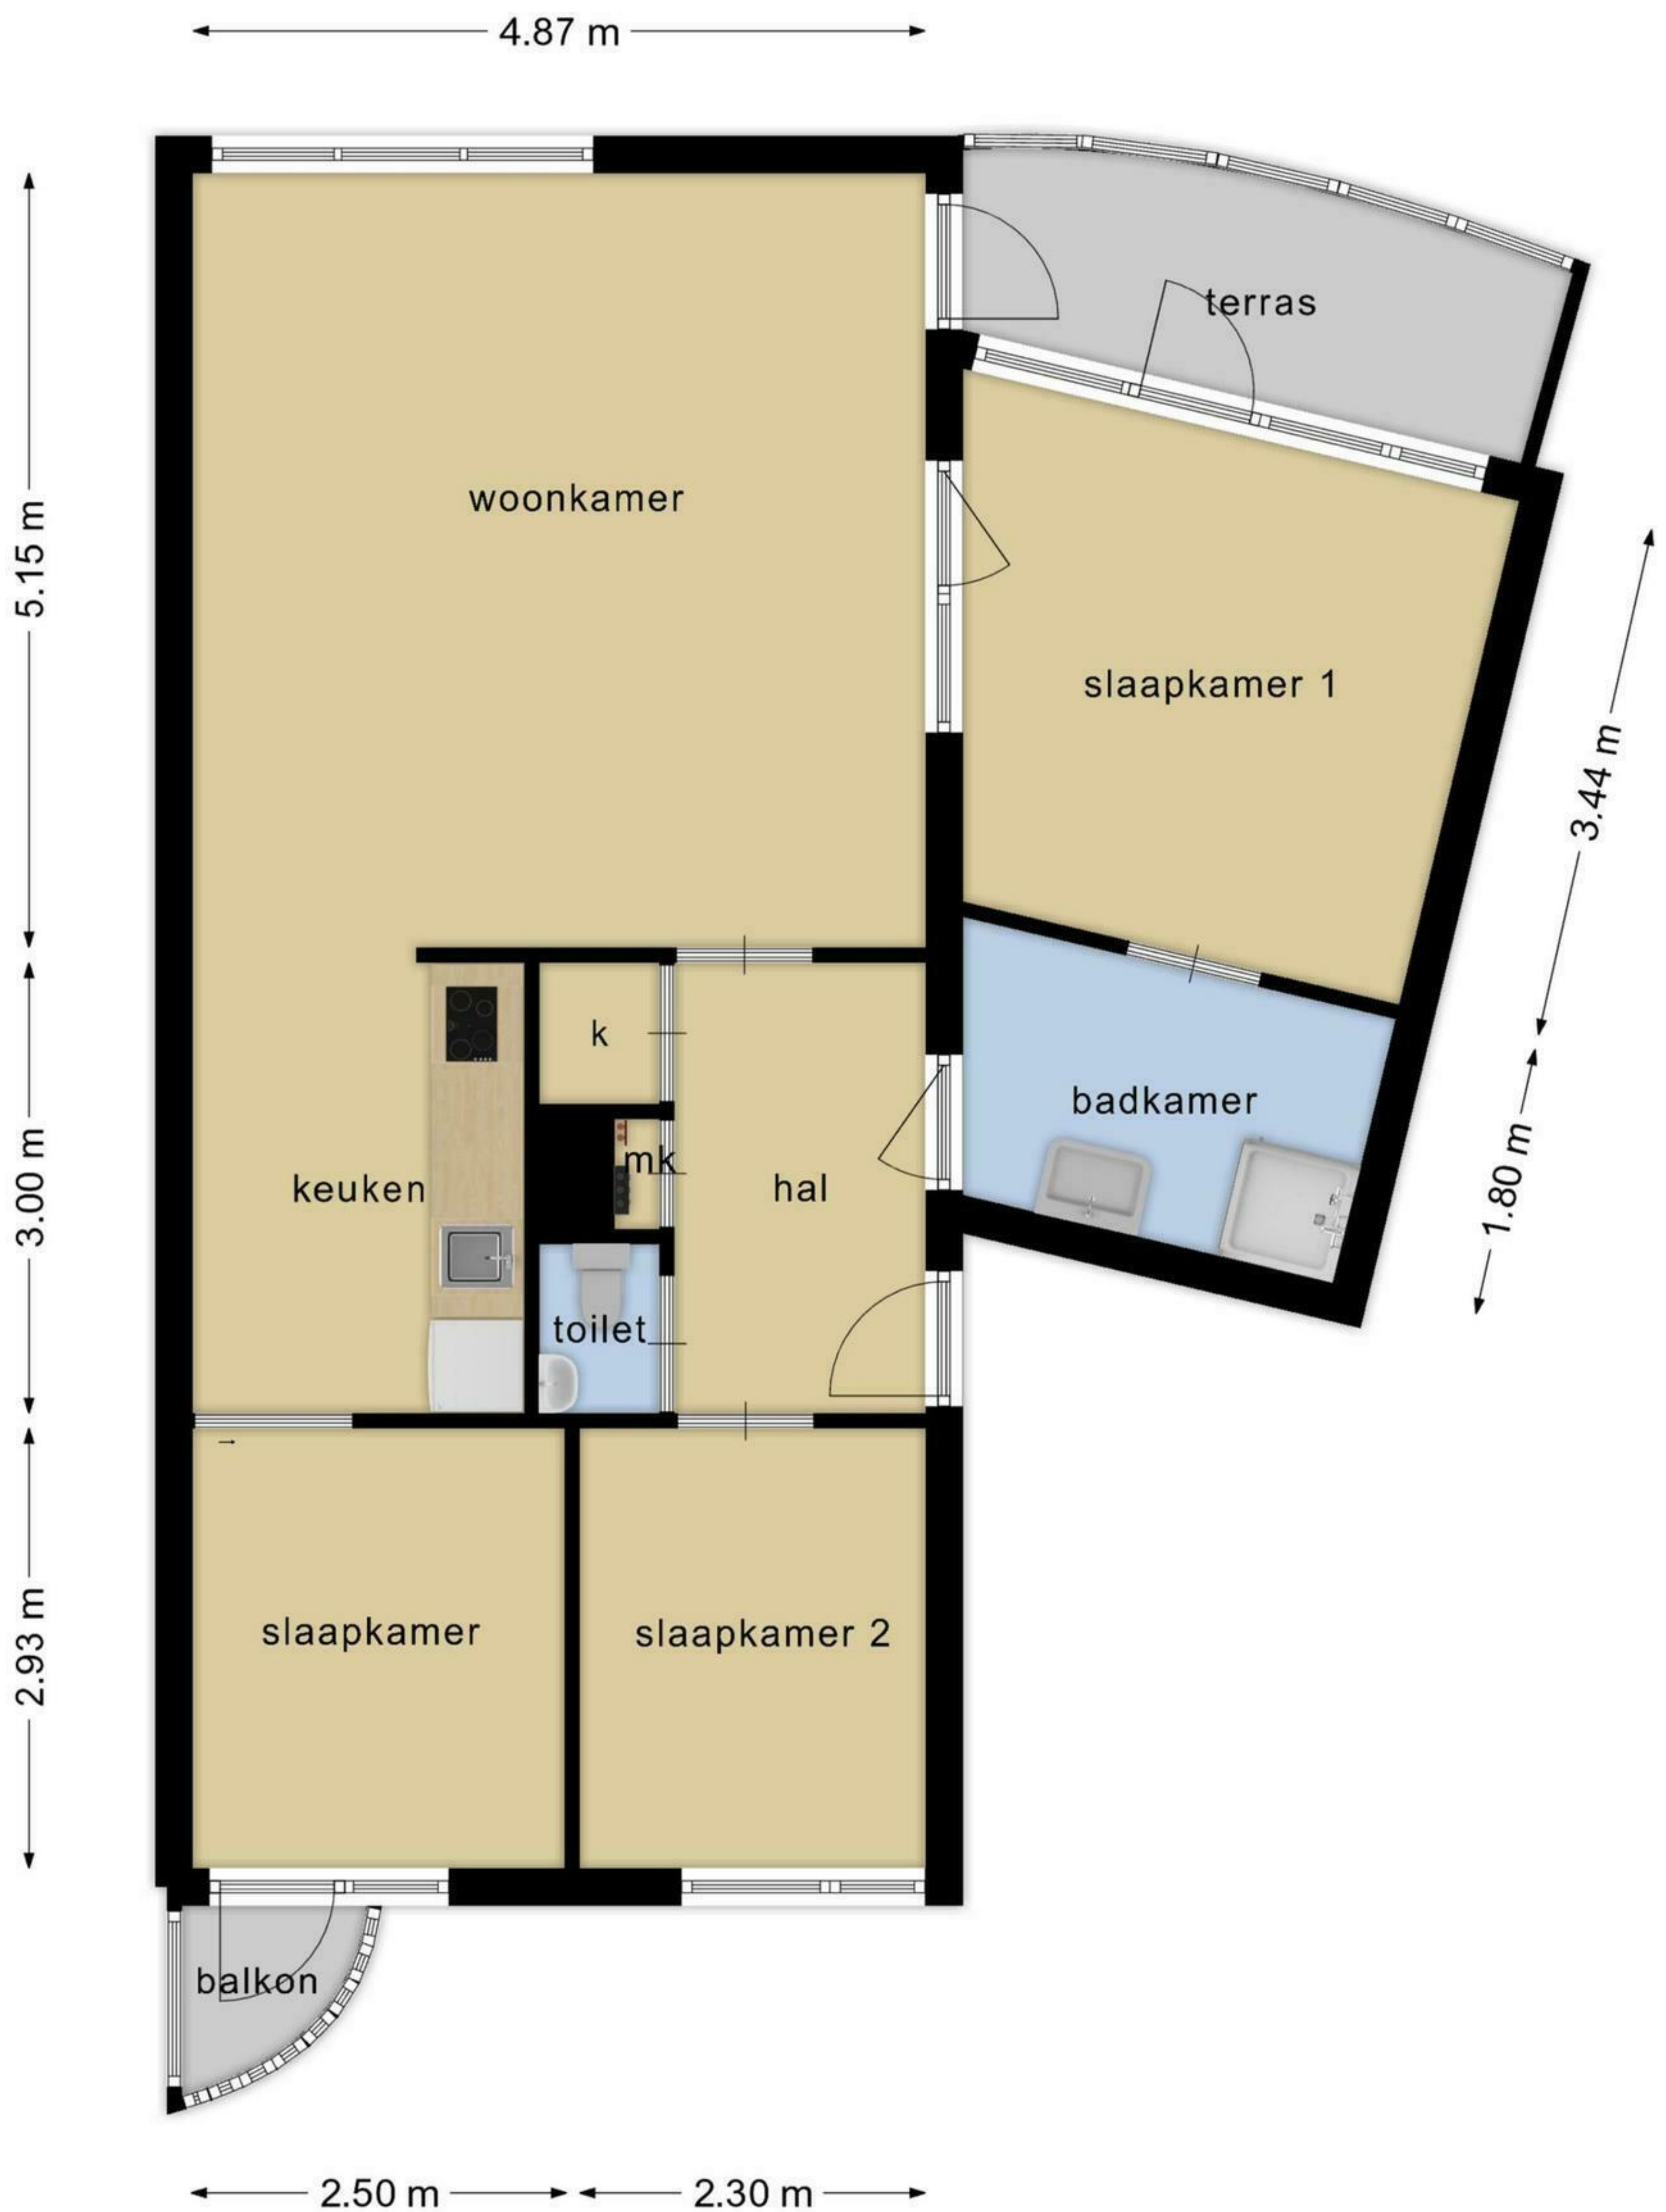 4.87 m
terras
woonkamer
5.15 m
slaapkamer 1
3.44 m
k
badkamer
mk
keuken
hal
3.00 m
1.80 m
toilet
slaapkamer
slaapkamer 2
2.93 m
balkon
2.50 m
2.30 m